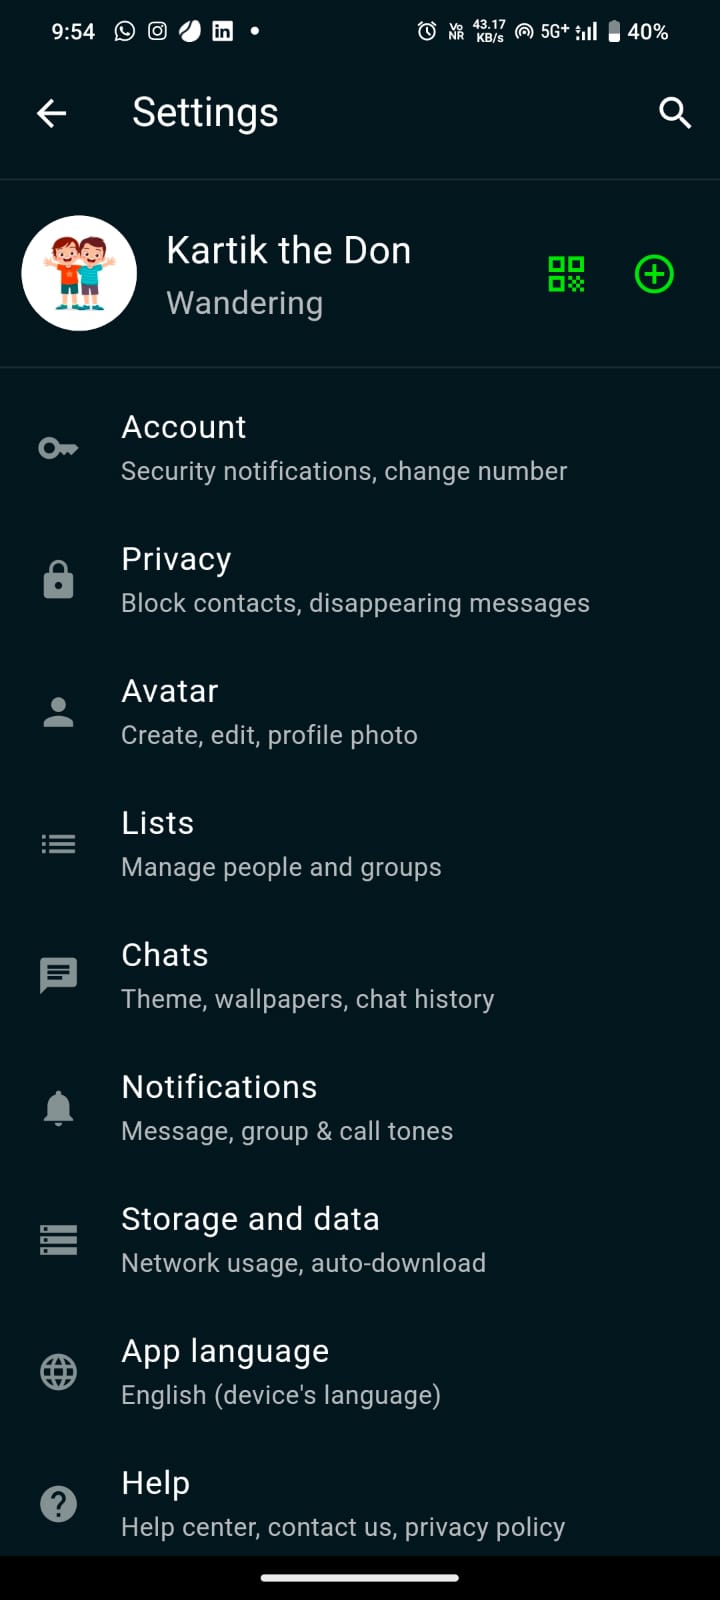 9:54 in Vo NR 43.17 KB/s 5G+ 40%
Settings
Kartik the Don
Wandering
Account
Security notifications, change number
Privacy
Block contacts, disappearing messages
Avatar
Create, edit, profile photo
Lists
Manage people and groups
Chats
Theme, wallpapers, chat history
Notifications
Message, group & call tones
Storage and data
Network usage, auto-download
App language
English (device's language)
Help
Help center, contact us, privacy policy